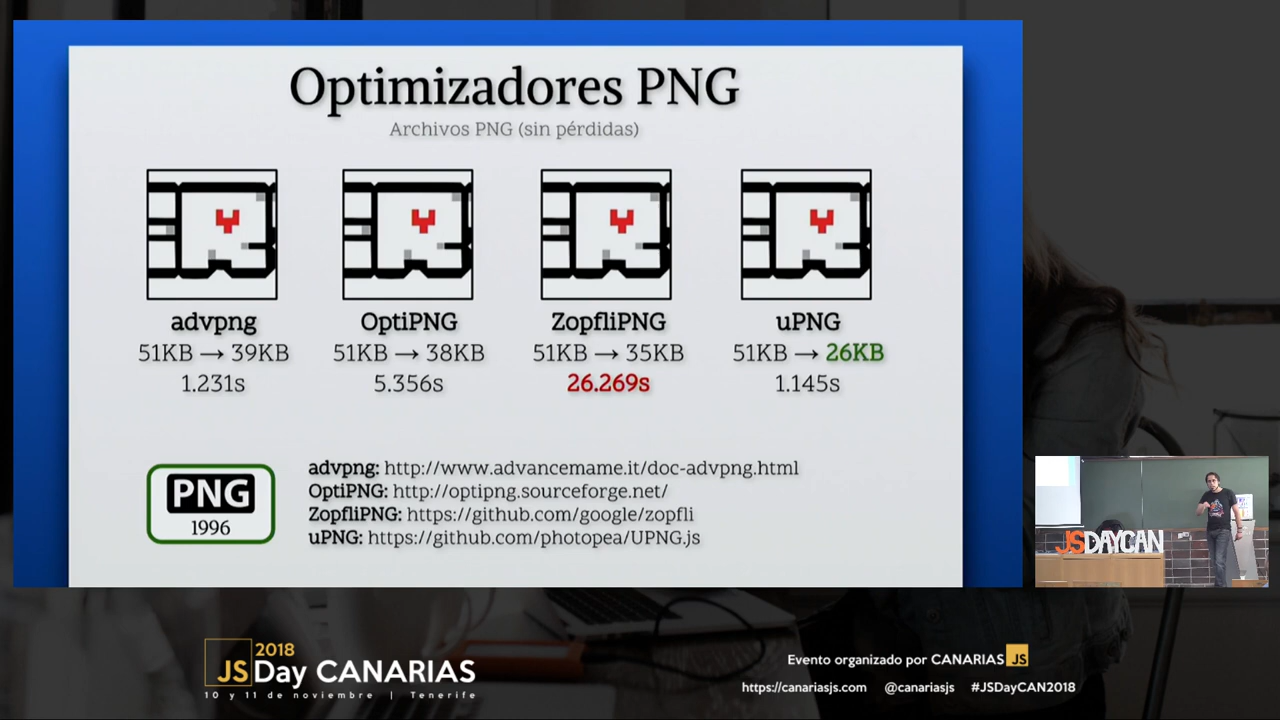 Optimizadores PNG
Archivos PNG (sin pérdidas)
advpng
51KB → 39KB
1.231s
OptiPNG
51KB → 38KB
5.356s
ZopfliPNG
51KB → 35KB
26.269s
uPNG
51KB → 26KB
1.145s
PNG
1996
advpng: http://www.advancemame.it/doc-advpng.html
OptiPNG: http://optipng.sourceforge.net/
ZopfliPNG: https://github.com/google/zopfli
uPNG: https://github.com/photopea/UPNG.js
JSDAYCAN
2018
JSDay CANARIAS
10 y 11 de noviembre | Tenerife
Evento organizado por CANARIAS JS
https://canariasjs.com @canariasjs #JSDayCAN2018